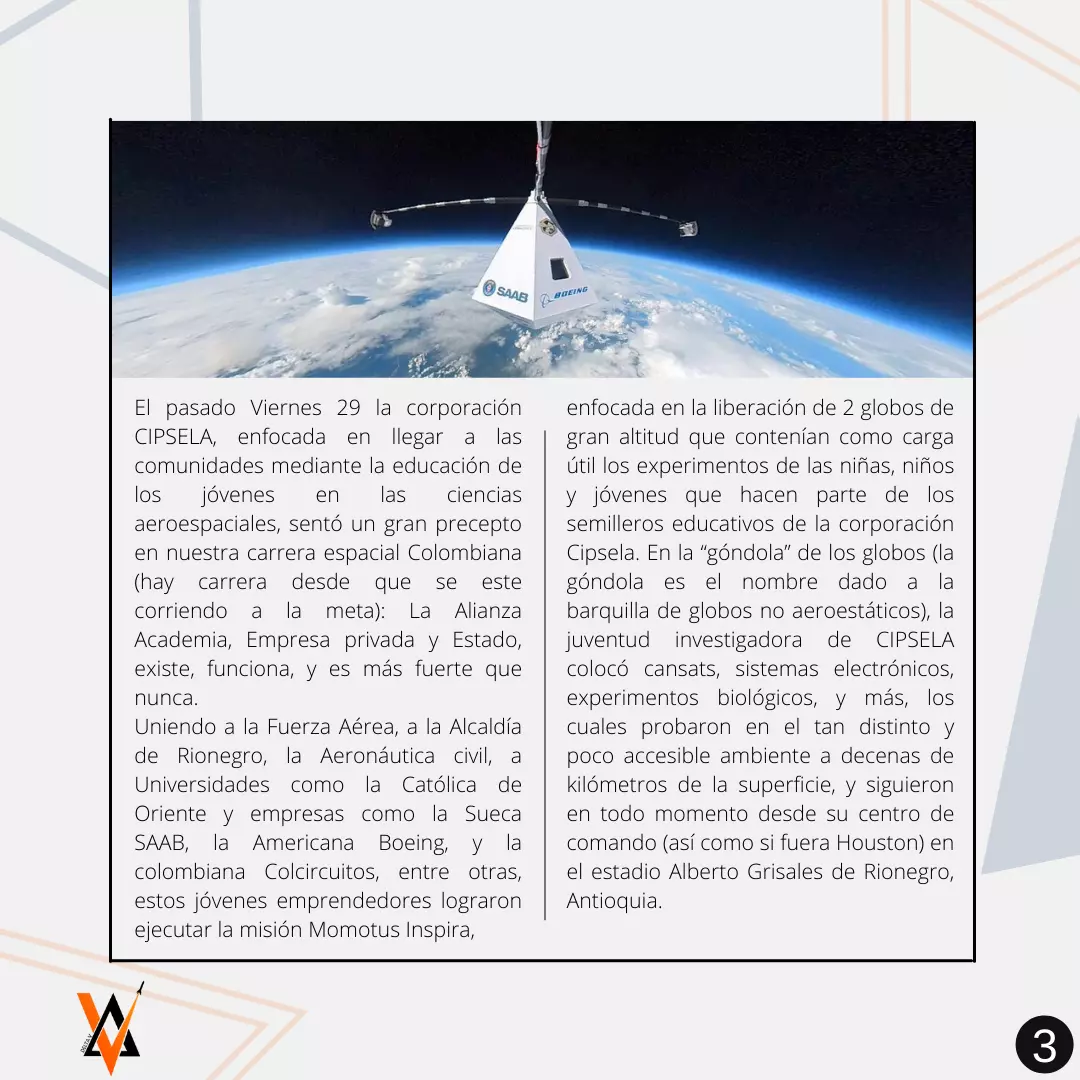 SAAB
BOEING
El pasado Viernes 29 la corporación
CIPSELA, enfocada en llegar a las
comunidades mediante la educación de
los jóvenes en las ciencias
aeroespaciales, sentó un gran precepto
en nuestra carrera espacial Colombiana
(hay carrera desde que se este
corriendo a la meta): La Alianza
Academia, Empresa privada y Estado,
existe, funciona, y es más fuerte que
nunca.
Uniendo a la Fuerza Aérea, a la Alcaldía
de Rionegro, la Aeronáutica civil, a
Universidades como la Católica de
Oriente y empresas como la Sueca
SAAB, la Americana Boeing, y la
colombiana Colcircuitos, entre otras,
estos jóvenes emprendedores lograron
ejecutar la misión Momotus Inspira,
enfocada en la liberación de 2 globos de
gran altitud que contenían como carga
útil los experimentos de las niñas, niños
y jóvenes que hacen parte de los
semilleros educativos de la corporación
Cipsela. En la “góndola” de los globos (la
góndola es el nombre dado a la
barquilla de globos no aeroestáticos), la
juventud investigadora de CIPSELA
colocó cansats, sistemas electrónicos,
experimentos biológicos, y más, los
cuales probaron en el tan distinto y
poco accesible ambiente a decenas de
kilómetros de la superficie, y siguieron
en todo momento desde su centro de
comando (así como si fuera Houston) en
el estadio Alberto Grisales de Rionegro,
Antioquia.
3